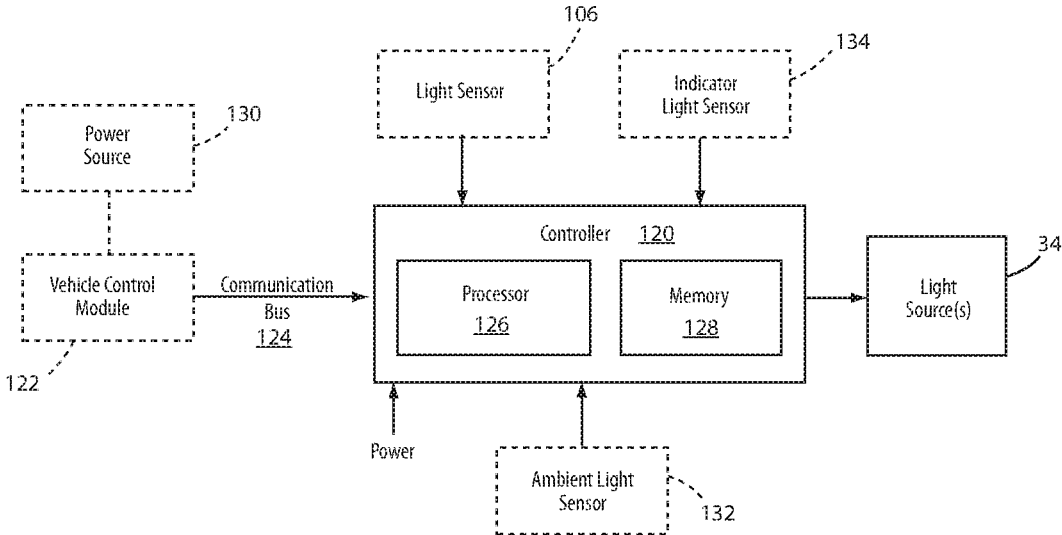 106
134
Light Sensor
Indicator
Light Sensor
130
Power
Source
Controller 120
34
Vehicle Control
Module
Communication
Bus
124
Processor
126
Memory
128
Light
Source(s)
122
Power
Ambient Light
Sensor
132